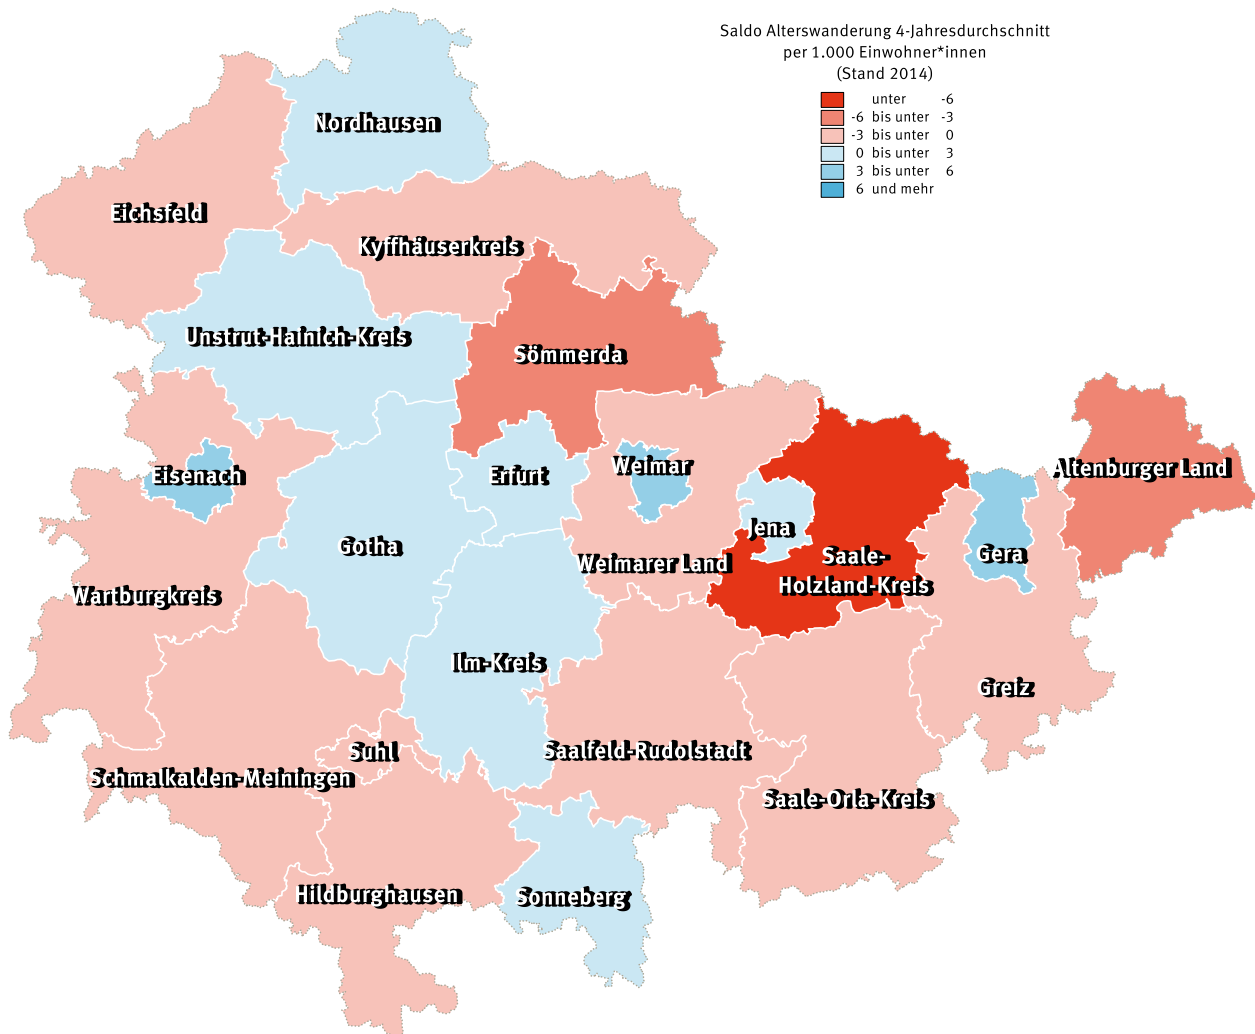 Saldo Alterswanderung 4-Jahresdurchschnitt
per 1.000 Einwohner*innen
(Stand 2014)
unter -6
-6 bis unter -3
-3 bis unter 0
0 bis unter 3
3 bis unter 6
6 und mehr
Nordhausen
Eichsfeld
Kyffhäuserkreis
Unstrut-Hainich-Kreis
Sömmerda
Eisenach
Erfurt
Weimar
Altenburger Land
Jena
Gotha
Gera
Weimarer Land
Saale-
Holzland-Kreis
Wartburgkreis
Ilm-Kreis
Greiz
Suhl
Saalfeld-Rudolstadt
Schmalkalden-Meiningen
Saale-Orla-Kreis
Hildburghausen
Sonneberg